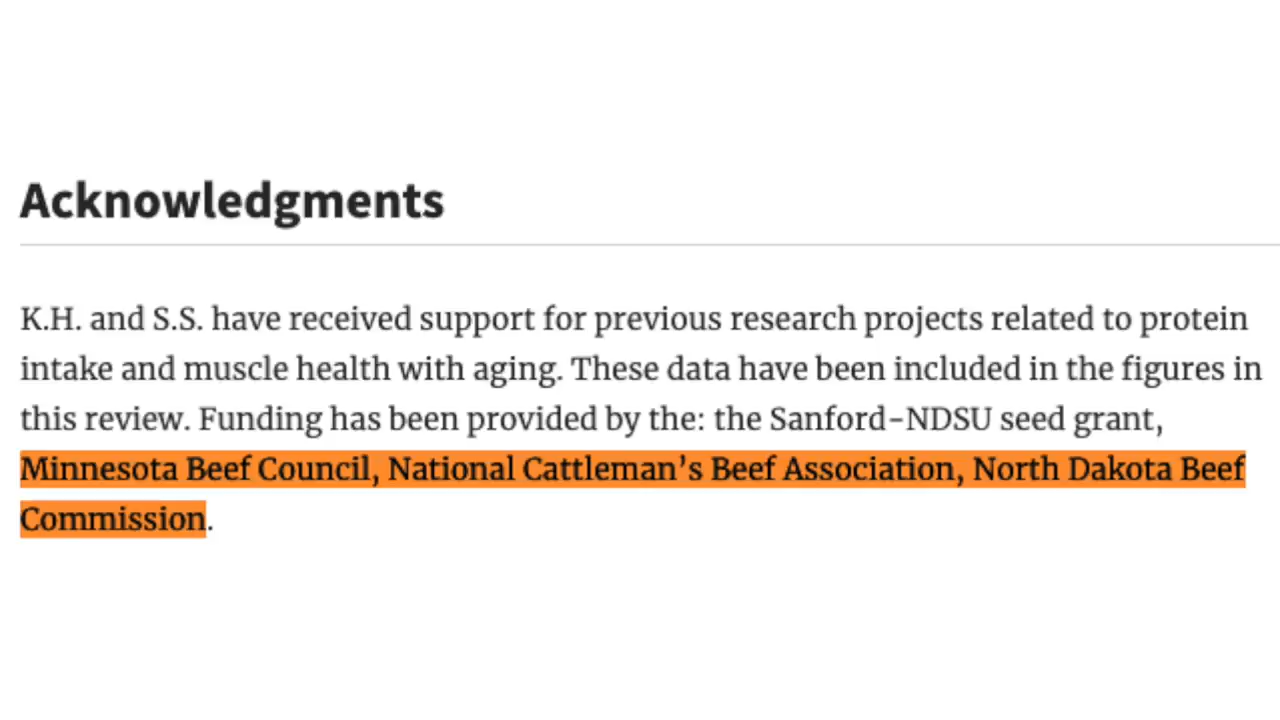 Acknowledgments
K.H. and S.S. have received support for previous research projects related to protein
intake and muscle health with aging. These data have been included in the figures in
this review. Funding has been provided by the: the Sanford-NDSU seed grant,
Minnesota Beef Council, National Cattleman’s Beef Association, North Dakota Beef
Commission.